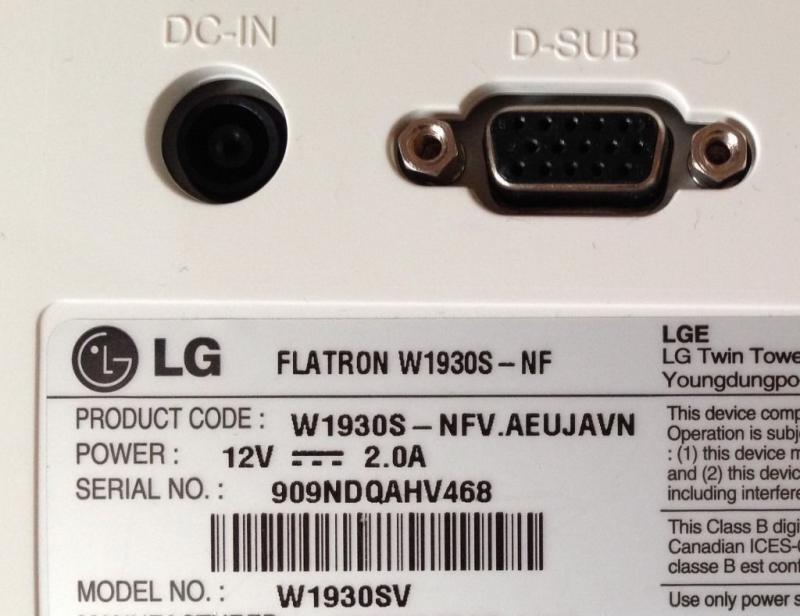 DC-IN
D-SUB
LG FLATRON W1930S-NF
PRODUCT CODE : W1930S-NFV.AEUJAVN
POWER : 12V ⎓ 2.0A
SERIAL NO. : 909NDQAHV468
MODEL NO. : W1930SV
LGE
LG Twin Towe
Youngdungpo
This device comp
Operation is subj
: (1) this device m
and (2) this devic
including interfere
This Class B digi
Canadian ICES-
classe B est con
Use only power s